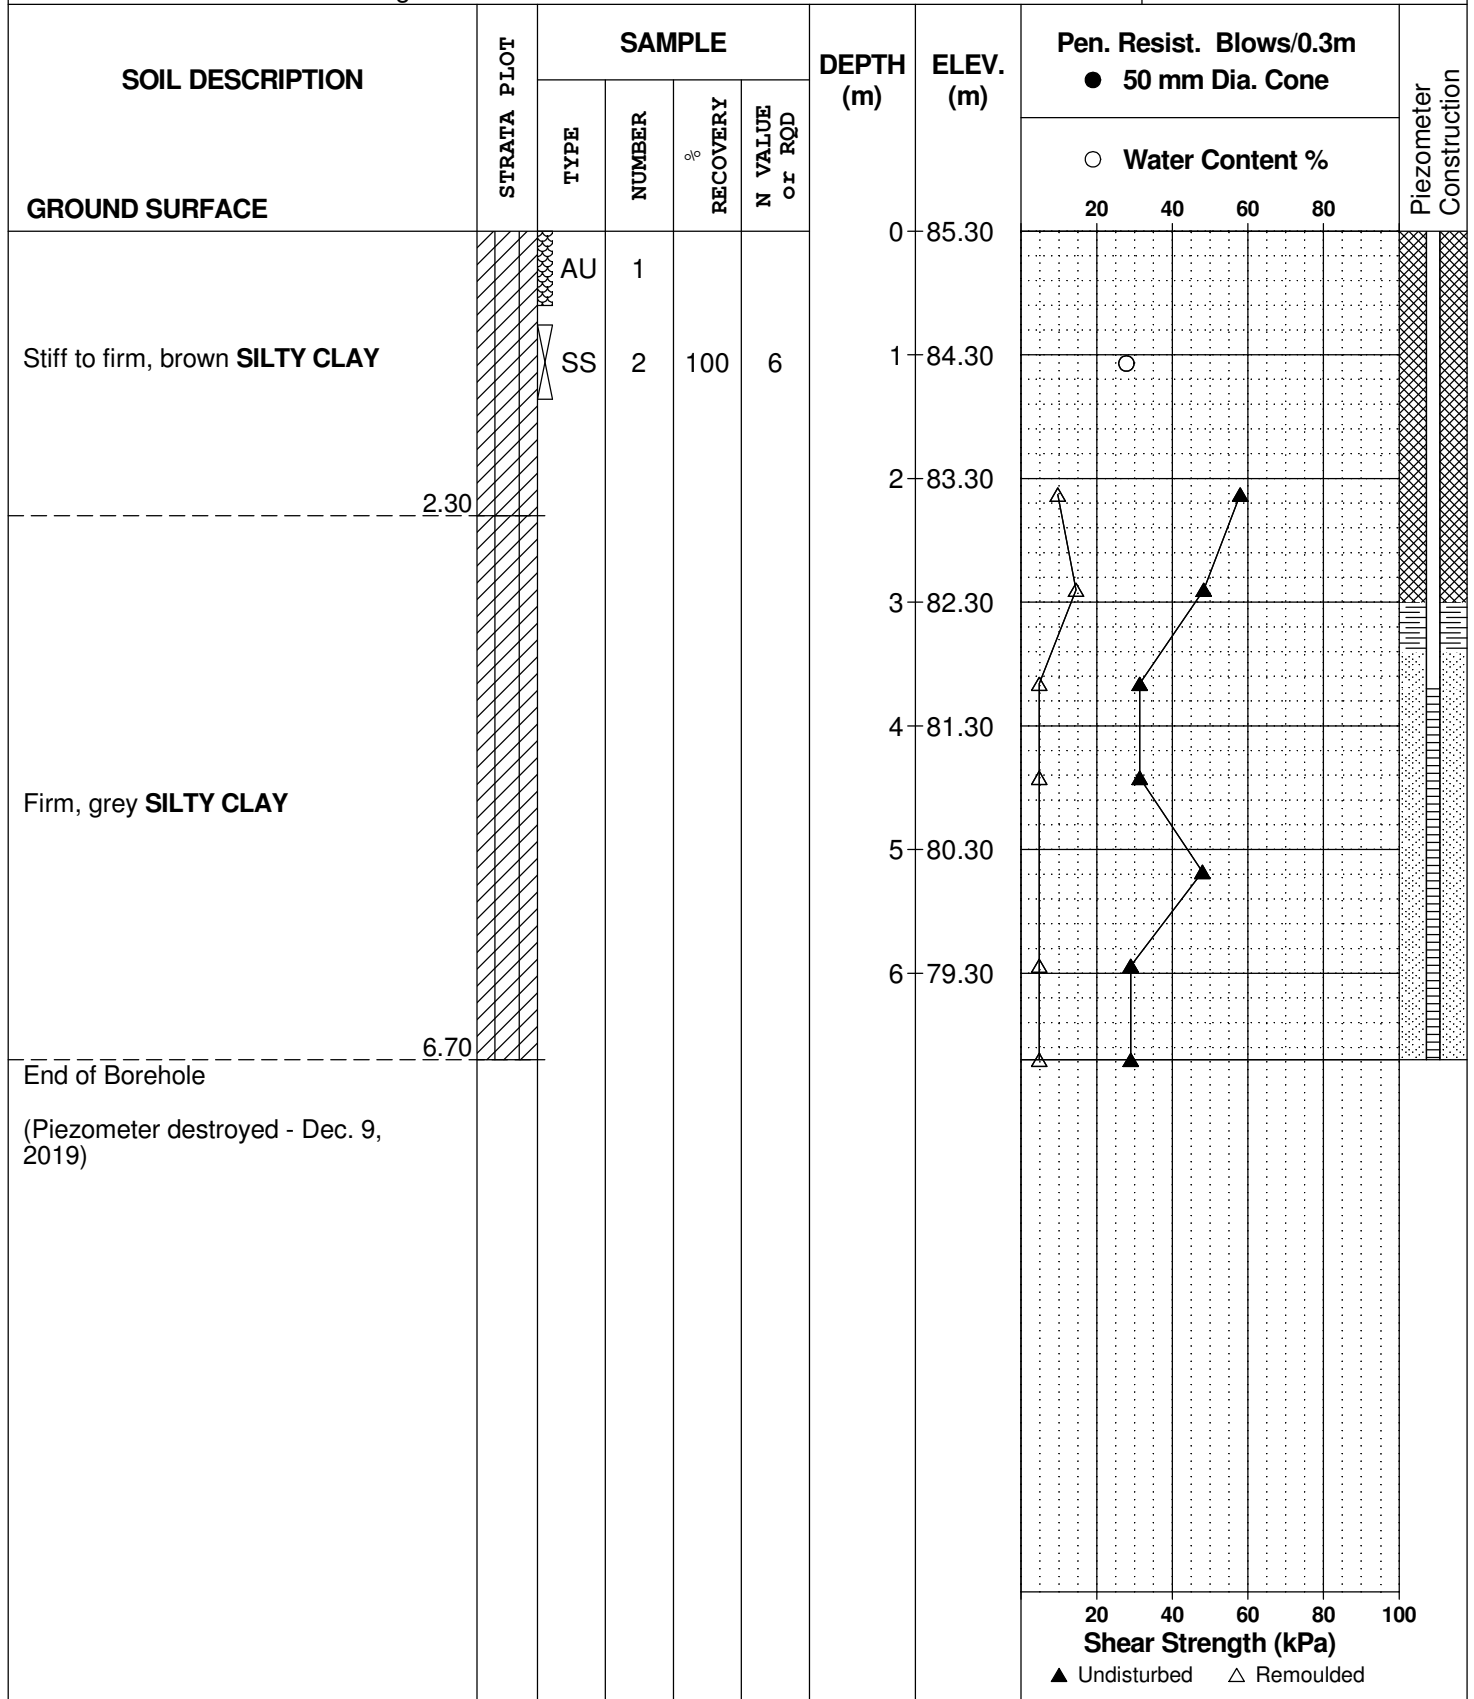 SOIL DESCRIPTION
GROUND SURFACE
STRATA PLOT
SAMPLE
TYPE
NUMBER
%
RECOVERY
N VALUE
or RQD
DEPTH
(m)
ELEV.
(m)
Pen. Resist. Blows/0.3m
● 50 mm Dia. Cone
○ Water Content %
20 40 60 80
Piezometer
Construction
0 85.30
AU 1
Stiff to firm, brown SILTY CLAY
SS 2 100 6
1 84.30
2 83.30
2.30
3 82.30
4 81.30
Firm, grey SILTY CLAY
5 80.30
6 79.30
6.70
End of Borehole
(Piezometer destroyed - Dec. 9,
2019)
20 40 60 80 100
Shear Strength (kPa)
▲ Undisturbed △ Remoulded